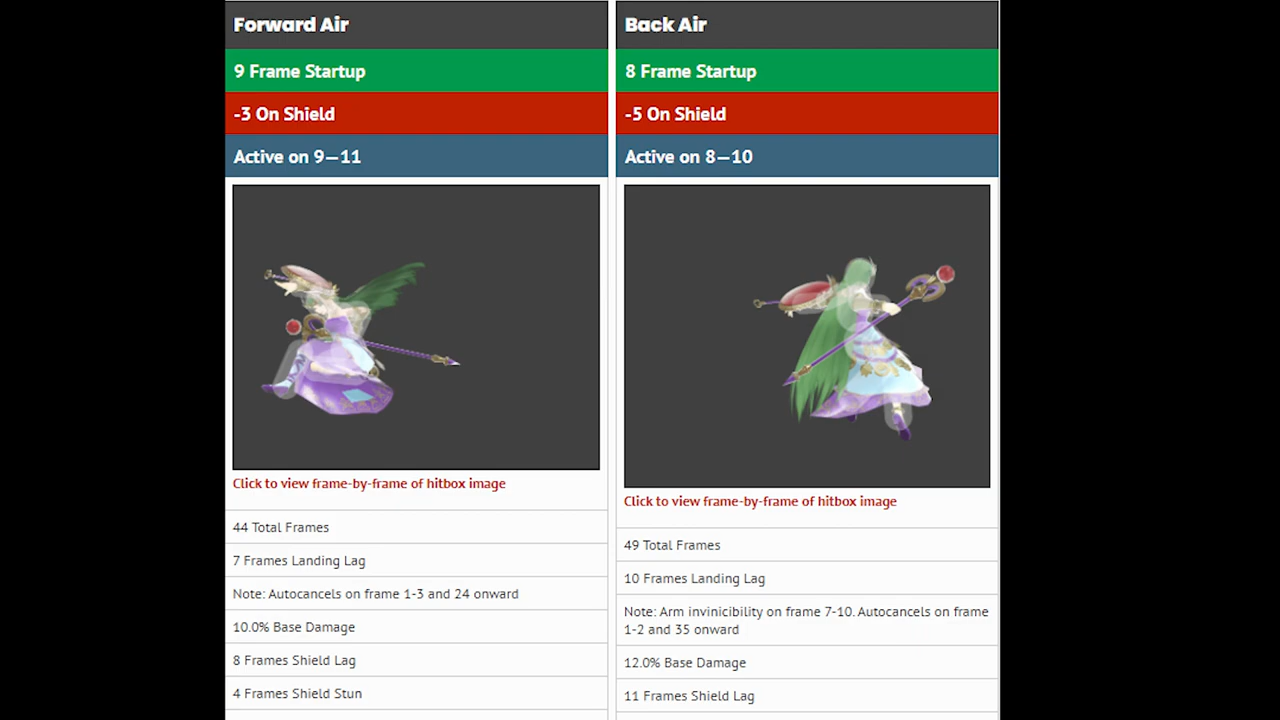 Forward Air
9 Frame Startup
-3 On Shield
Active on 9—11
Click to view frame-by-frame of hitbox image
44 Total Frames
7 Frames Landing Lag
Note: Autocancels on frame 1-3 and 24 onward
10.0% Base Damage
8 Frames Shield Lag
4 Frames Shield Stun
Back Air
8 Frame Startup
-5 On Shield
Active on 8—10
Click to view frame-by-frame of hitbox image
49 Total Frames
10 Frames Landing Lag
Note: Arm invinicibility on frame 7-10. Autocancels on frame
1-2 and 35 onward
12.0% Base Damage
11 Frames Shield Lag